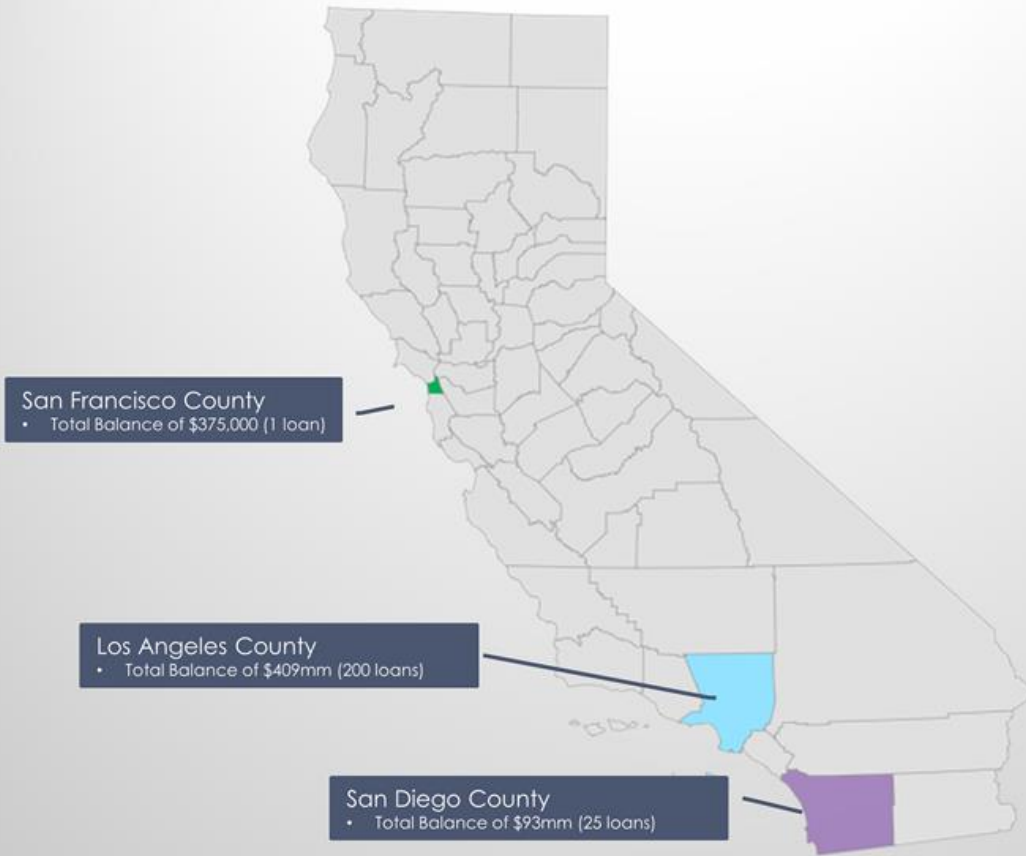 San Francisco County
• Total Balance of $375,000 (1 loan)
Los Angeles County
• Total Balance of $409mm (200 loans)
San Diego County
• Total Balance of $93mm (25 loans)